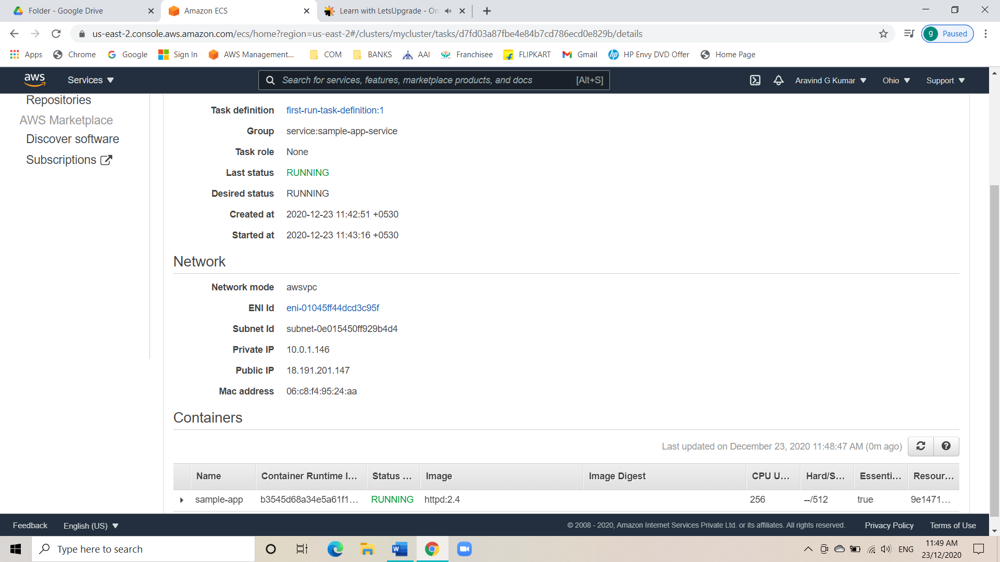 Folder - Google Drive
Amazon ECS
Learn with LetsUpgrade - On
us-east-2.console.aws.amazon.com/ecs/home?region=us-east-2#/clusters/mycluster/tasks/d7fd03a87fbe4e84b7cd786ecd0e829b/details
g Paused
Apps Chrome Google Sign In AWS Management... COM BANKS AAI Franchisee FLIPKART Gmail HP Envy DVD Offer Home Page
aws Services Search for services, features, marketplace products, and docs [Alt+S] Aravind G Kumar Ohio Support
Repositories
AWS Marketplace
Discover software
Subscriptions
Task definition first-run-task-definition:1
Group service:sample-app-service
Task role None
Last status RUNNING
Desired status RUNNING
Created at 2020-12-23 11:42:51 +0530
Started at 2020-12-23 11:43:16 +0530
Network
Network mode awsvpc
ENI Id eni-01045ff44dcd3c95f
Subnet Id subnet-0e015450ff929b4d4
Private IP 10.0.1.146
Public IP 18.191.201.147
Mac address 06:c8:f4:95:24:aa
Containers
Last updated on December 23, 2020 11:48:47 AM (0m ago)
Name Container Runtime I... Status ... Image Image Digest CPU U... Hard/S... Essenti... Resour...
sample-app b3545d68a34e5a61f1... RUNNING httpd:2.4 256 --/512 true 9e1471...
Feedback English (US) © 2008 - 2020, Amazon Internet Services Private Ltd. or its affiliates. All rights reserved. Privacy Policy Terms of Use
Type here to search
ENG
11:49 AM
23/12/2020